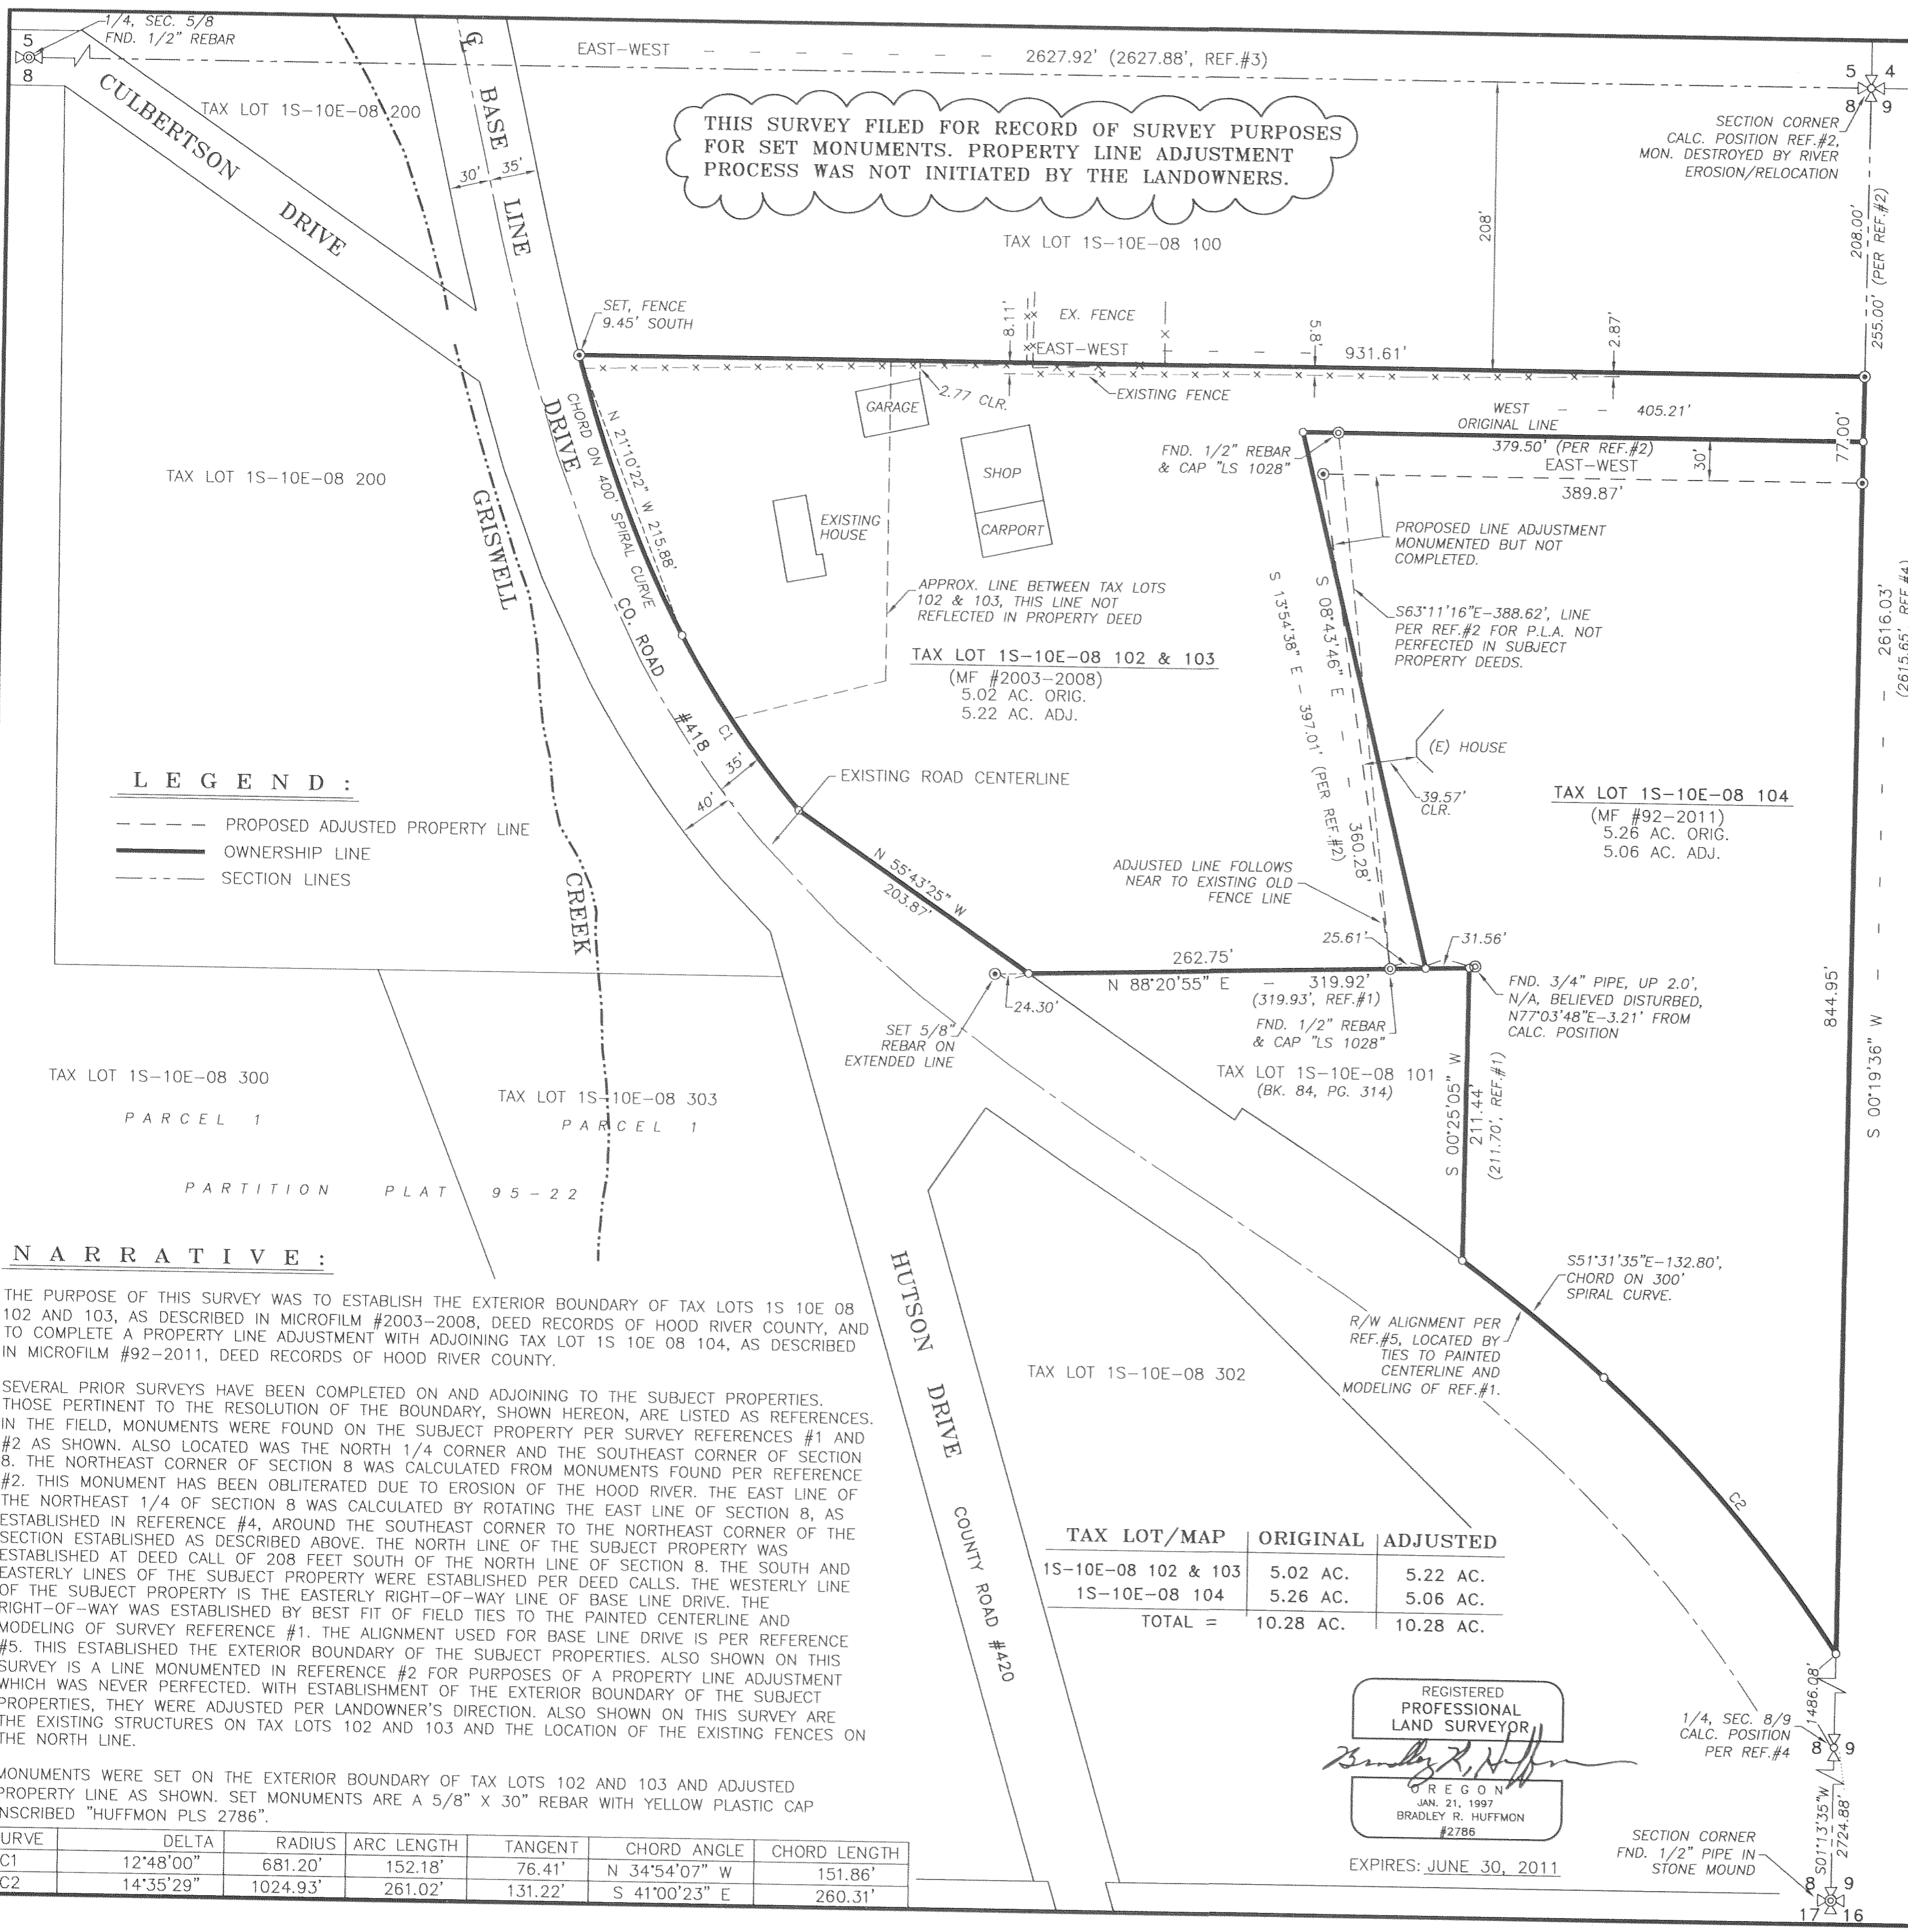 1/4, SEC. 5/8
FND. 1/2" REBAR
5
8
CULBERTSON
DRIVE
TAX LOT 1S-10E-08 200
℄ BASE LINE
DRIVE
30'
35'
EAST-WEST - - - - - - 2627.92' (2627.88', REF.#3)
5 4
8 9
SECTION CORNER
CALC. POSITION REF.#2,
MON. DESTROYED BY RIVER
EROSION/RELOCATION
THIS SURVEY FILED FOR RECORD OF SURVEY PURPOSES
FOR SET MONUMENTS. PROPERTY LINE ADJUSTMENT
PROCESS WAS NOT INITIATED BY THE LANDOWNERS.
TAX LOT 1S-10E-08 100
208'
208.00'
255.00' (PER REF.#2)
SET, FENCE
9.45' SOUTH
8.11'
EX. FENCE
EAST-WEST - - - - 931.61'
5.8'
2.87'
EXISTING FENCE
GARAGE
2.77 CLR.
SHOP
CARPORT
EXISTING
HOUSE
N 21°10'22" W 215.88'
CHORD ON 400' SPIRAL CURVE
WEST - - 405.21'
ORIGINAL LINE
379.50' (PER REF.#2)
EAST-WEST
389.87'
30'
77.00'
FND. 1/2" REBAR
& CAP "LS 1028"
PROPOSED LINE ADJUSTMENT
MONUMENTED BUT NOT
COMPLETED.
TAX LOT 1S-10E-08 200
GRISWELL
CREEK
CO. ROAD #418
APPROX. LINE BETWEEN TAX LOTS
102 & 103, THIS LINE NOT
REFLECTED IN PROPERTY DEED
TAX LOT 1S-10E-08 102 & 103
(MF #2003-2008)
5.02 AC. ORIG.
5.22 AC. ADJ.
S 13°54'38" E - 397.01' (PER REF.#2)
S 08°43'46" E - - 360.28'
S63°11'16"E-388.62', LINE
PER REF.#2 FOR P.L.A. NOT
PERFECTED IN SUBJECT
PROPERTY DEEDS.
(E) HOUSE
39.57'
CLR.
TAX LOT 1S-10E-08 104
(MF #92-2011)
5.26 AC. ORIG.
5.06 AC. ADJ.
S 00°19'36" W - - - - - 2616.03'
(2615.65', REF.#4)
844.95'
C1
35'
40'
EXISTING ROAD CENTERLINE
LEGEND:
PROPOSED ADJUSTED PROPERTY LINE
OWNERSHIP LINE
SECTION LINES
N 55°43'25" W
203.87'
ADJUSTED LINE FOLLOWS
NEAR TO EXISTING OLD
FENCE LINE
25.61'
31.56'
262.75'
N 88°20'55" E - 319.92'
(319.93', REF.#1)
24.30'
SET 5/8"
REBAR ON
EXTENDED LINE
FND. 1/2" REBAR
& CAP "LS 1028"
FND. 3/4" PIPE, UP 2.0',
N/A, BELIEVED DISTURBED,
N77°03'48"E-3.21' FROM
CALC. POSITION
TAX LOT 1S-10E-08 101
(BK. 84, PG. 314)
S 00°25'05" W
211.44'
(211.70', REF.#1)
TAX LOT 1S-10E-08 300
PARCEL 1
TAX LOT 1S-10E-08 303
PARCEL 1
PARTITION PLAT 95-22
HUTSON DRIVE
COUNTY ROAD #420
TAX LOT 1S-10E-08 302
S51°31'35"E-132.80',
CHORD ON 300'
SPIRAL CURVE.
R/W ALIGNMENT PER
REF.#5, LOCATED BY
TIES TO PAINTED
CENTERLINE AND
MODELING OF REF.#1.
C2
NARRATIVE:
THE PURPOSE OF THIS SURVEY WAS TO ESTABLISH THE EXTERIOR BOUNDARY OF TAX LOTS 1S 10E 08
102 AND 103, AS DESCRIBED IN MICROFILM #2003-2008, DEED RECORDS OF HOOD RIVER COUNTY, AND
TO COMPLETE A PROPERTY LINE ADJUSTMENT WITH ADJOINING TAX LOT 1S 10E 08 104, AS DESCRIBED
IN MICROFILM #92-2011, DEED RECORDS OF HOOD RIVER COUNTY.
SEVERAL PRIOR SURVEYS HAVE BEEN COMPLETED ON AND ADJOINING TO THE SUBJECT PROPERTIES.
THOSE PERTINENT TO THE RESOLUTION OF THE BOUNDARY, SHOWN HEREON, ARE LISTED AS REFERENCES.
IN THE FIELD, MONUMENTS WERE FOUND ON THE SUBJECT PROPERTY PER SURVEY REFERENCES #1 AND
#2 AS SHOWN. ALSO LOCATED WAS THE NORTH 1/4 CORNER AND THE SOUTHEAST CORNER OF SECTION
8. THE NORTHEAST CORNER OF SECTION 8 WAS CALCULATED FROM MONUMENTS FOUND PER REFERENCE
#2. THIS MONUMENT HAS BEEN OBLITERATED DUE TO EROSION OF THE HOOD RIVER. THE EAST LINE OF
THE NORTHEAST 1/4 OF SECTION 8 WAS CALCULATED BY ROTATING THE EAST LINE OF SECTION 8, AS
ESTABLISHED IN REFERENCE #4, AROUND THE SOUTHEAST CORNER TO THE NORTHEAST CORNER OF THE
SECTION ESTABLISHED AS DESCRIBED ABOVE. THE NORTH LINE OF THE SUBJECT PROPERTY WAS
ESTABLISHED AT DEED CALL OF 208 FEET SOUTH OF THE NORTH LINE OF SECTION 8. THE SOUTH AND
EASTERLY LINES OF THE SUBJECT PROPERTY WERE ESTABLISHED PER DEED CALLS. THE WESTERLY LINE
OF THE SUBJECT PROPERTY IS THE EASTERLY RIGHT-OF-WAY LINE OF BASE LINE DRIVE. THE
RIGHT-OF-WAY WAS ESTABLISHED BY BEST FIT OF FIELD TIES TO THE PAINTED CENTERLINE AND
MODELING OF SURVEY REFERENCE #1. THE ALIGNMENT USED FOR BASE LINE DRIVE IS PER REFERENCE
#5. THIS ESTABLISHED THE EXTERIOR BOUNDARY OF THE SUBJECT PROPERTIES. ALSO SHOWN ON THIS
SURVEY IS A LINE MONUMENTED IN REFERENCE #2 FOR PURPOSES OF A PROPERTY LINE ADJUSTMENT
WHICH WAS NEVER PERFECTED. WITH ESTABLISHMENT OF THE EXTERIOR BOUNDARY OF THE SUBJECT
PROPERTIES, THEY WERE ADJUSTED PER LANDOWNER'S DIRECTION. ALSO SHOWN ON THIS SURVEY ARE
THE EXISTING STRUCTURES ON TAX LOTS 102 AND 103 AND THE LOCATION OF THE EXISTING FENCES ON
THE NORTH LINE.
MONUMENTS WERE SET ON THE EXTERIOR BOUNDARY OF TAX LOTS 102 AND 103 AND ADJUSTED
PROPERTY LINE AS SHOWN. SET MONUMENTS ARE A 5/8" X 30" REBAR WITH YELLOW PLASTIC CAP
NSCRIBED "HUFFMON PLS 2786".
URVE DELTA RADIUS ARC LENGTH TANGENT CHORD ANGLE CHORD LENGTH
C1 12°48'00" 681.20' 152.18' 76.41' N 34°54'07" W 151.86'
C2 14°35'29" 1024.93' 261.02' 131.22' S 41°00'23" E 260.31'
TAX LOT/MAP ORIGINAL ADJUSTED
1S-10E-08 102 & 103 5.02 AC. 5.22 AC.
1S-10E-08 104 5.26 AC. 5.06 AC.
TOTAL = 10.28 AC. 10.28 AC.
REGISTERED
PROFESSIONAL
LAND SURVEYOR
Bradley R. Huffmon
OREGON
JAN. 21, 1997
BRADLEY R. HUFFMON
#2786
EXPIRES: JUNE 30, 2011
1486.08'
1/4, SEC. 8/9
CALC. POSITION
PER REF.#4
8 9
S01°13'35"W
2724.88'
SECTION CORNER
FND. 1/2" PIPE IN
STONE MOUND
8 9
17 16